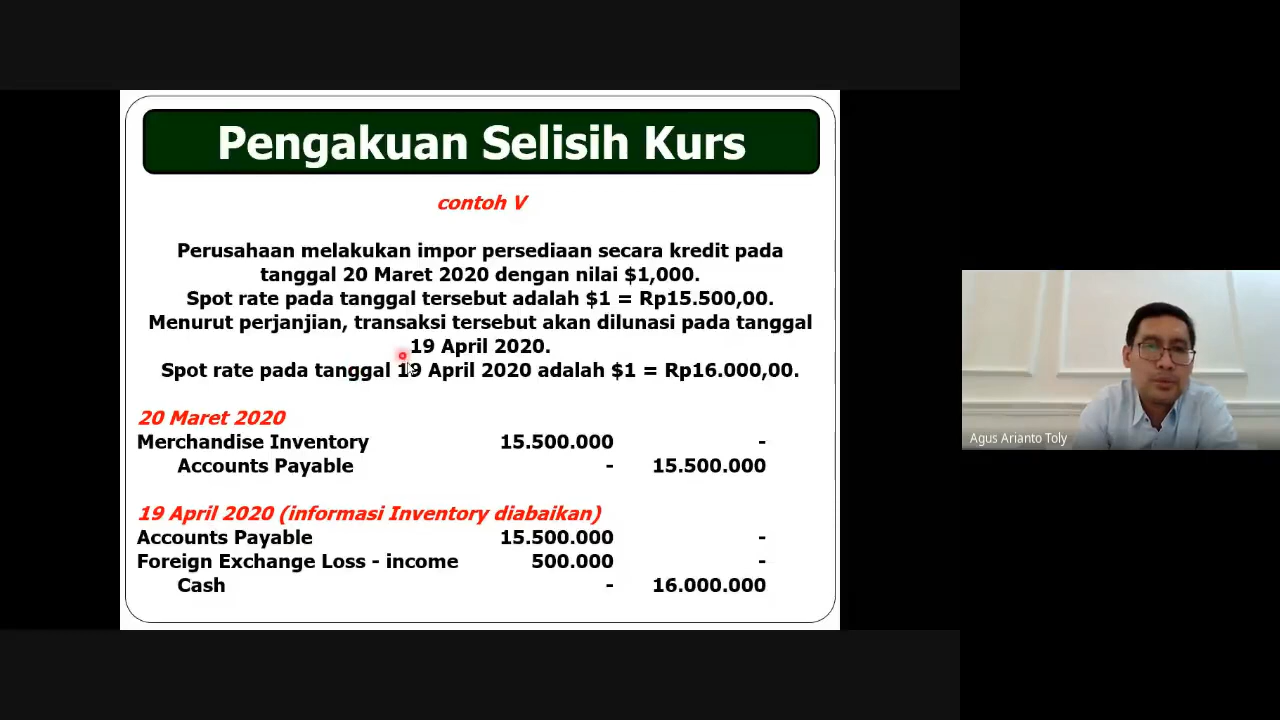 Pengakuan Selisih Kurs
contoh V
Perusahaan melakukan impor persediaan secara kredit pada
tanggal 20 Maret 2020 dengan nilai $1,000.
Spot rate pada tanggal tersebut adalah $1 = Rp15.500,00.
Menurut perjanjian, transaksi tersebut akan dilunasi pada tanggal
19 April 2020.
Spot rate pada tanggal 19 April 2020 adalah $1 = Rp16.000,00.
20 Maret 2020
Merchandise Inventory 15.500.000 -
Accounts Payable - 15.500.000
19 April 2020 (informasi Inventory diabaikan)
Accounts Payable 15.500.000 -
Foreign Exchange Loss - income 500.000 -
Cash - 16.000.000
Agus Arianto Toly